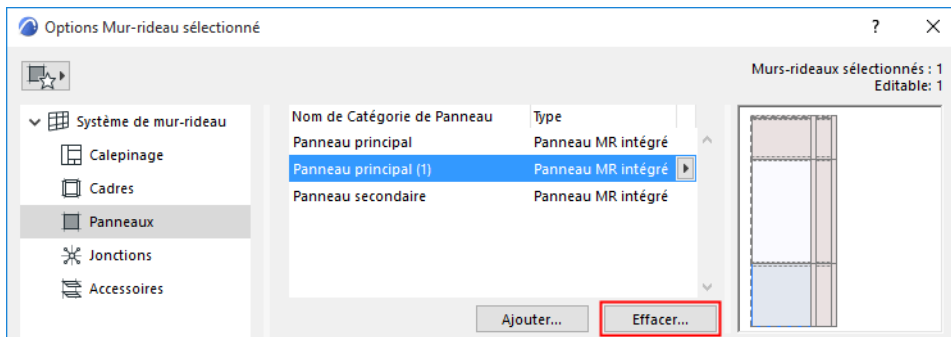 Options Mur-rideau sélectionné
?
Murs-rideaux sélectionnés : 1
Editable: 1
Système de mur-rideau
Calepinage
Cadres
Panneaux
Jonctions
Accessoires
Nom de Catégorie de Panneau Type
Panneau principal Panneau MR intégré
Panneau principal (1) Panneau MR intégré
Panneau secondaire Panneau MR intégré
Ajouter... Effacer...